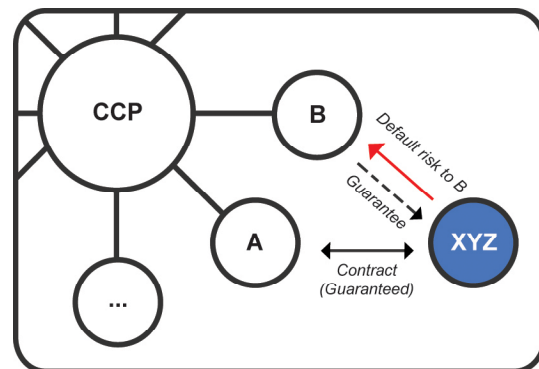 CCP
B
Default risk to B
Guarantee
XYZ
A
Contract
(Guaranteed)
...